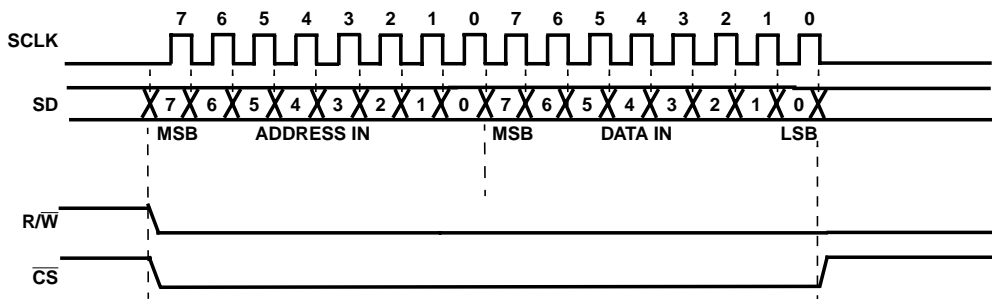 7 6 5 4 3 2 1 0 7 6 5 4 3 2 1 0
SCLK
SD 7 6 5 4 3 2 1 0 7 6 5 4 3 2 1 0
MSB ADDRESS IN MSB DATA IN LSB
R/W̅
C̅S̅